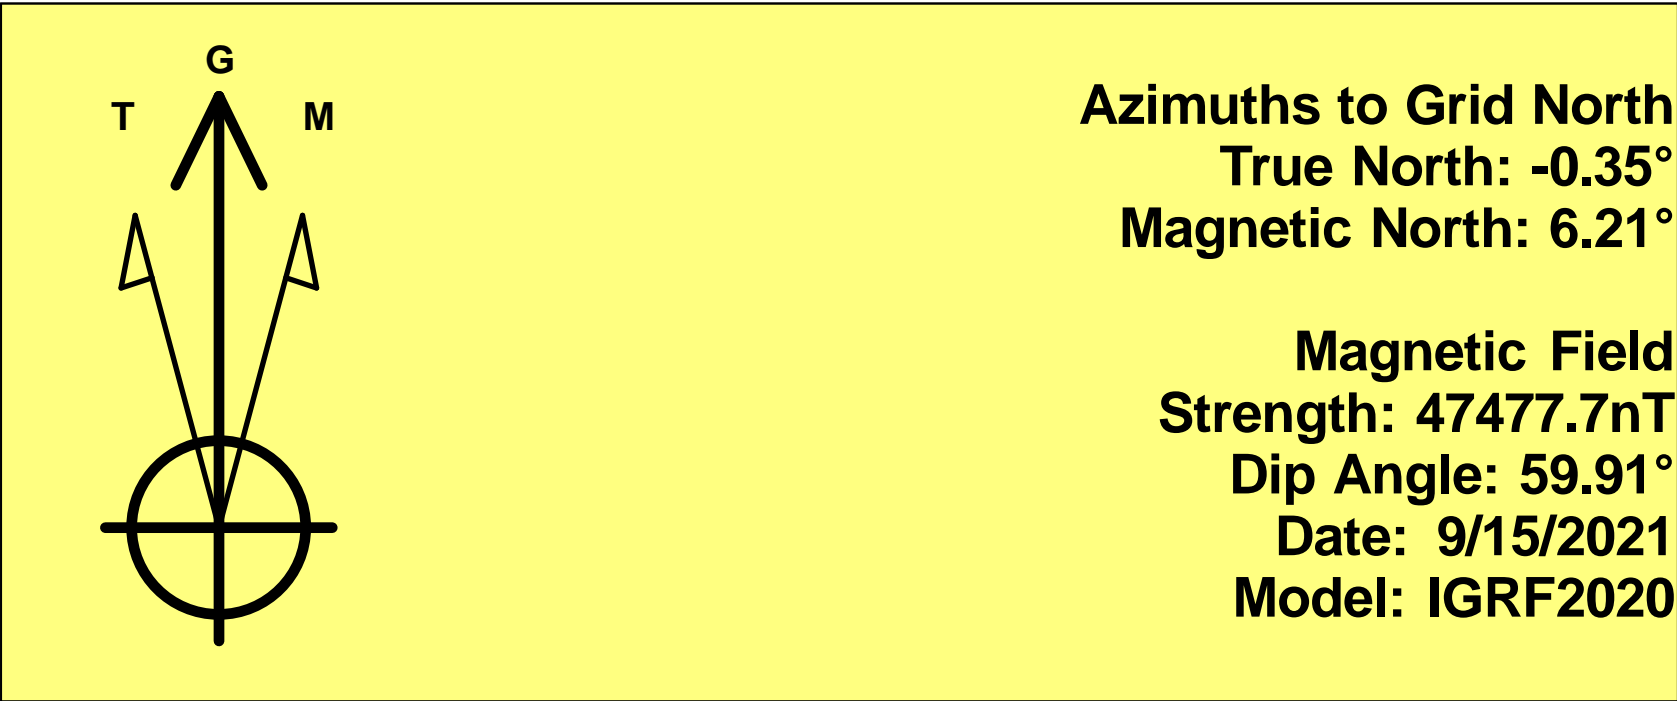 G
T
M
Azimuths to Grid North
True North: -0.35°
Magnetic North: 6.21°
Magnetic Field
Strength: 47477.7nT
Dip Angle: 59.91°
Date: 9/15/2021
Model: IGRF2020